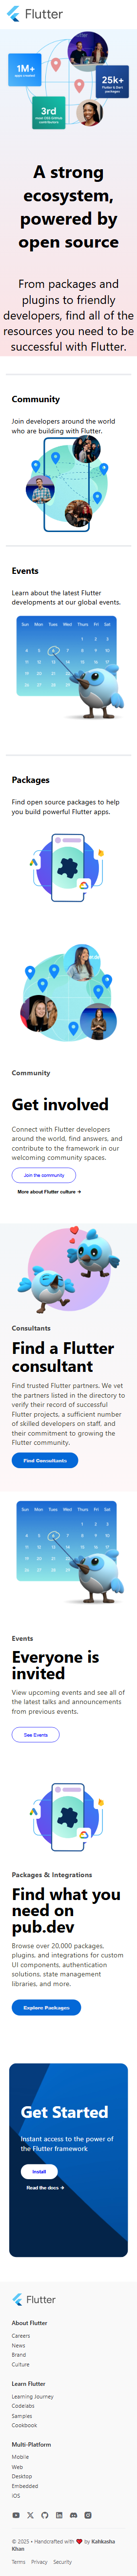 Flutter
1M+
apps created
25k+
Flutter & Dart
packages
3rd
contributors
A strong
ecosystem,
powered by
open source
From packages and
plugins to friendly
developers, find all of the
resources you need to be
successful with Flutter.
Community
Join developers around the world
who are building with Flutter.
Events
Learn about the latest Flutter
developments at our global events.
Sun Mon Tues Wed Thurs Fri Sat
Packages
Find open source packages to help
you build powerful Flutter apps.
Community
Get involved
Connect with Flutter developers
around the world, find answers, and
contribute to the framework in our
welcoming community spaces.
Join the community
More about Flutter culture →
Consultants
Find a Flutter
consultant
Find trusted Flutter partners. We vet
the partners listed in the directory to
verify their record of successful
Flutter projects, a sufficient number
of skilled developers on staff, and
their commitment to growing the
Flutter community.
Find Consultants
Sun Mon Tues Wed Thurs Fri Sat
Events
Everyone is
invited
View upcoming events and see all of
the latest talks and announcements
from previous events.
See Events
Packages & Integrations
Find what you
need on
pub.dev
Browse over 20,000 packages,
plugins, and integrations for custom
UI components, authentication
solutions, state management
libraries, and more.
Explore Packages
Get Started
Instant access to the power of
the Flutter framework
Install
Read the docs →
Flutter
About Flutter
Careers
News
Brand
Culture
Learn Flutter
Learning Journey
Codelabs
Samples
Cookbook
Multi-Platform
Mobile
Web
Desktop
Embedded
iOS
© 2025 • Handcrafted with ❤ by Kahkasha
Khan
Terms Privacy Security